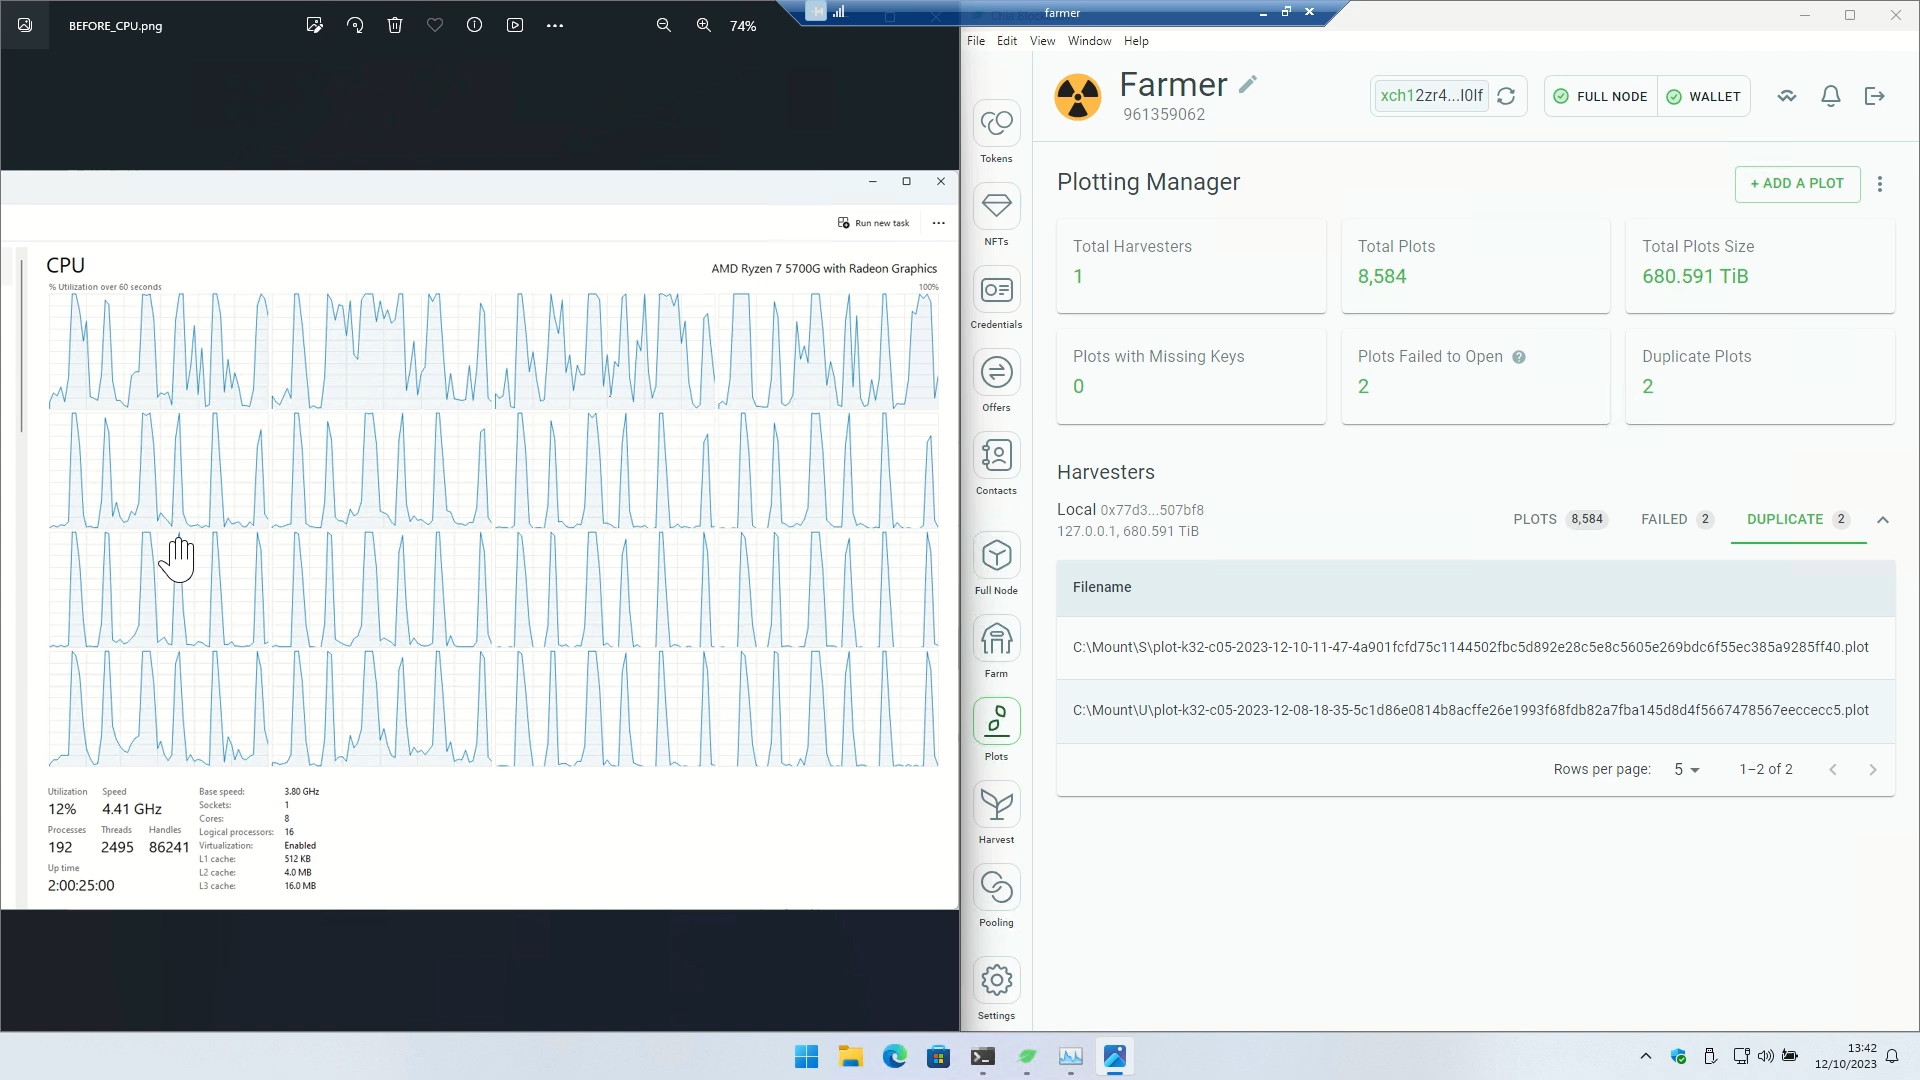 BEFORE_CPU.png
74%
farmer
File Edit View Window Help
Farmer
961359062
xch12zr4...l0lf
FULL NODE
WALLET
Tokens
NFTs
Credentials
Offers
Contacts
Full Node
Farm
Plots
Harvest
Pooling
Settings
Run new task
CPU
AMD Ryzen 7 5700G with Radeon Graphics
% Utilization over 60 seconds
100%
Utilization Speed
12% 4.41 GHz
Processes Threads Handles
192 2495 86241
Up time
2:00:25:00
Base speed: 3.80 GHz
Sockets: 1
Cores: 8
Logical processors: 16
Virtualization: Enabled
L1 cache: 512 KB
L2 cache: 4.0 MB
L3 cache: 16.0 MB
Plotting Manager
+ ADD A PLOT
Total Harvesters
1
Total Plots
8,584
Total Plots Size
680.591 TiB
Plots with Missing Keys
0
Plots Failed to Open
2
Duplicate Plots
2
Harvesters
Local 0x77d3...507bf8
127.0.0.1, 680.591 TiB
PLOTS 8,584
FAILED 2
DUPLICATE 2
Filename
C:\Mount\S\plot-k32-c05-2023-12-10-11-47-4a901fcfd75c1144502fbc5d892e28c5e8c5605e269bdc6f55ec385a9285ff40.plot
C:\Mount\U\plot-k32-c05-2023-12-08-18-35-5c1d86e0814b8acffe26e1993f68fdb82a7fba145d8d4f5667478567eeccecc5.plot
Rows per page: 5
1–2 of 2
13:42
12/10/2023